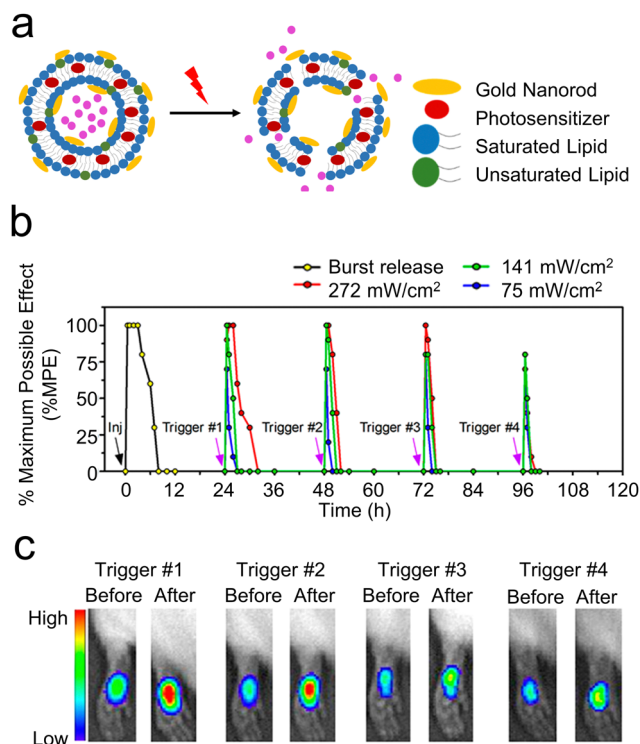 a
Gold Nanorod
Photosensitizer
Saturated Lipid
Unsaturated Lipid
b
Burst release
141 mW/cm²
272 mW/cm²
75 mW/cm²
% Maximum Possible Effect
(%MPE)
100
75
50
25
0
Inj
Trigger #1
Trigger #2
Trigger #3
Trigger #4
0 12 24 36 48 60 72 84 96 108 120
Time (h)
c
Trigger #1 Trigger #2 Trigger #3 Trigger #4
Before After Before After Before After Before After
High
Low